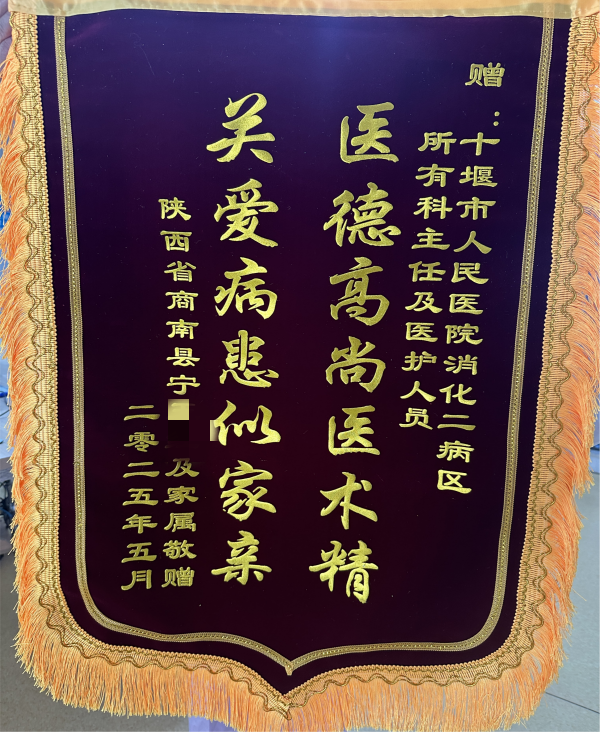 赠：
十堰市人民医院消化二病区
所有科主任及医护人员
医德高尚医术精
关爱病患似家亲
陕西省商南县宁
及家属敬赠
二零二五年五月